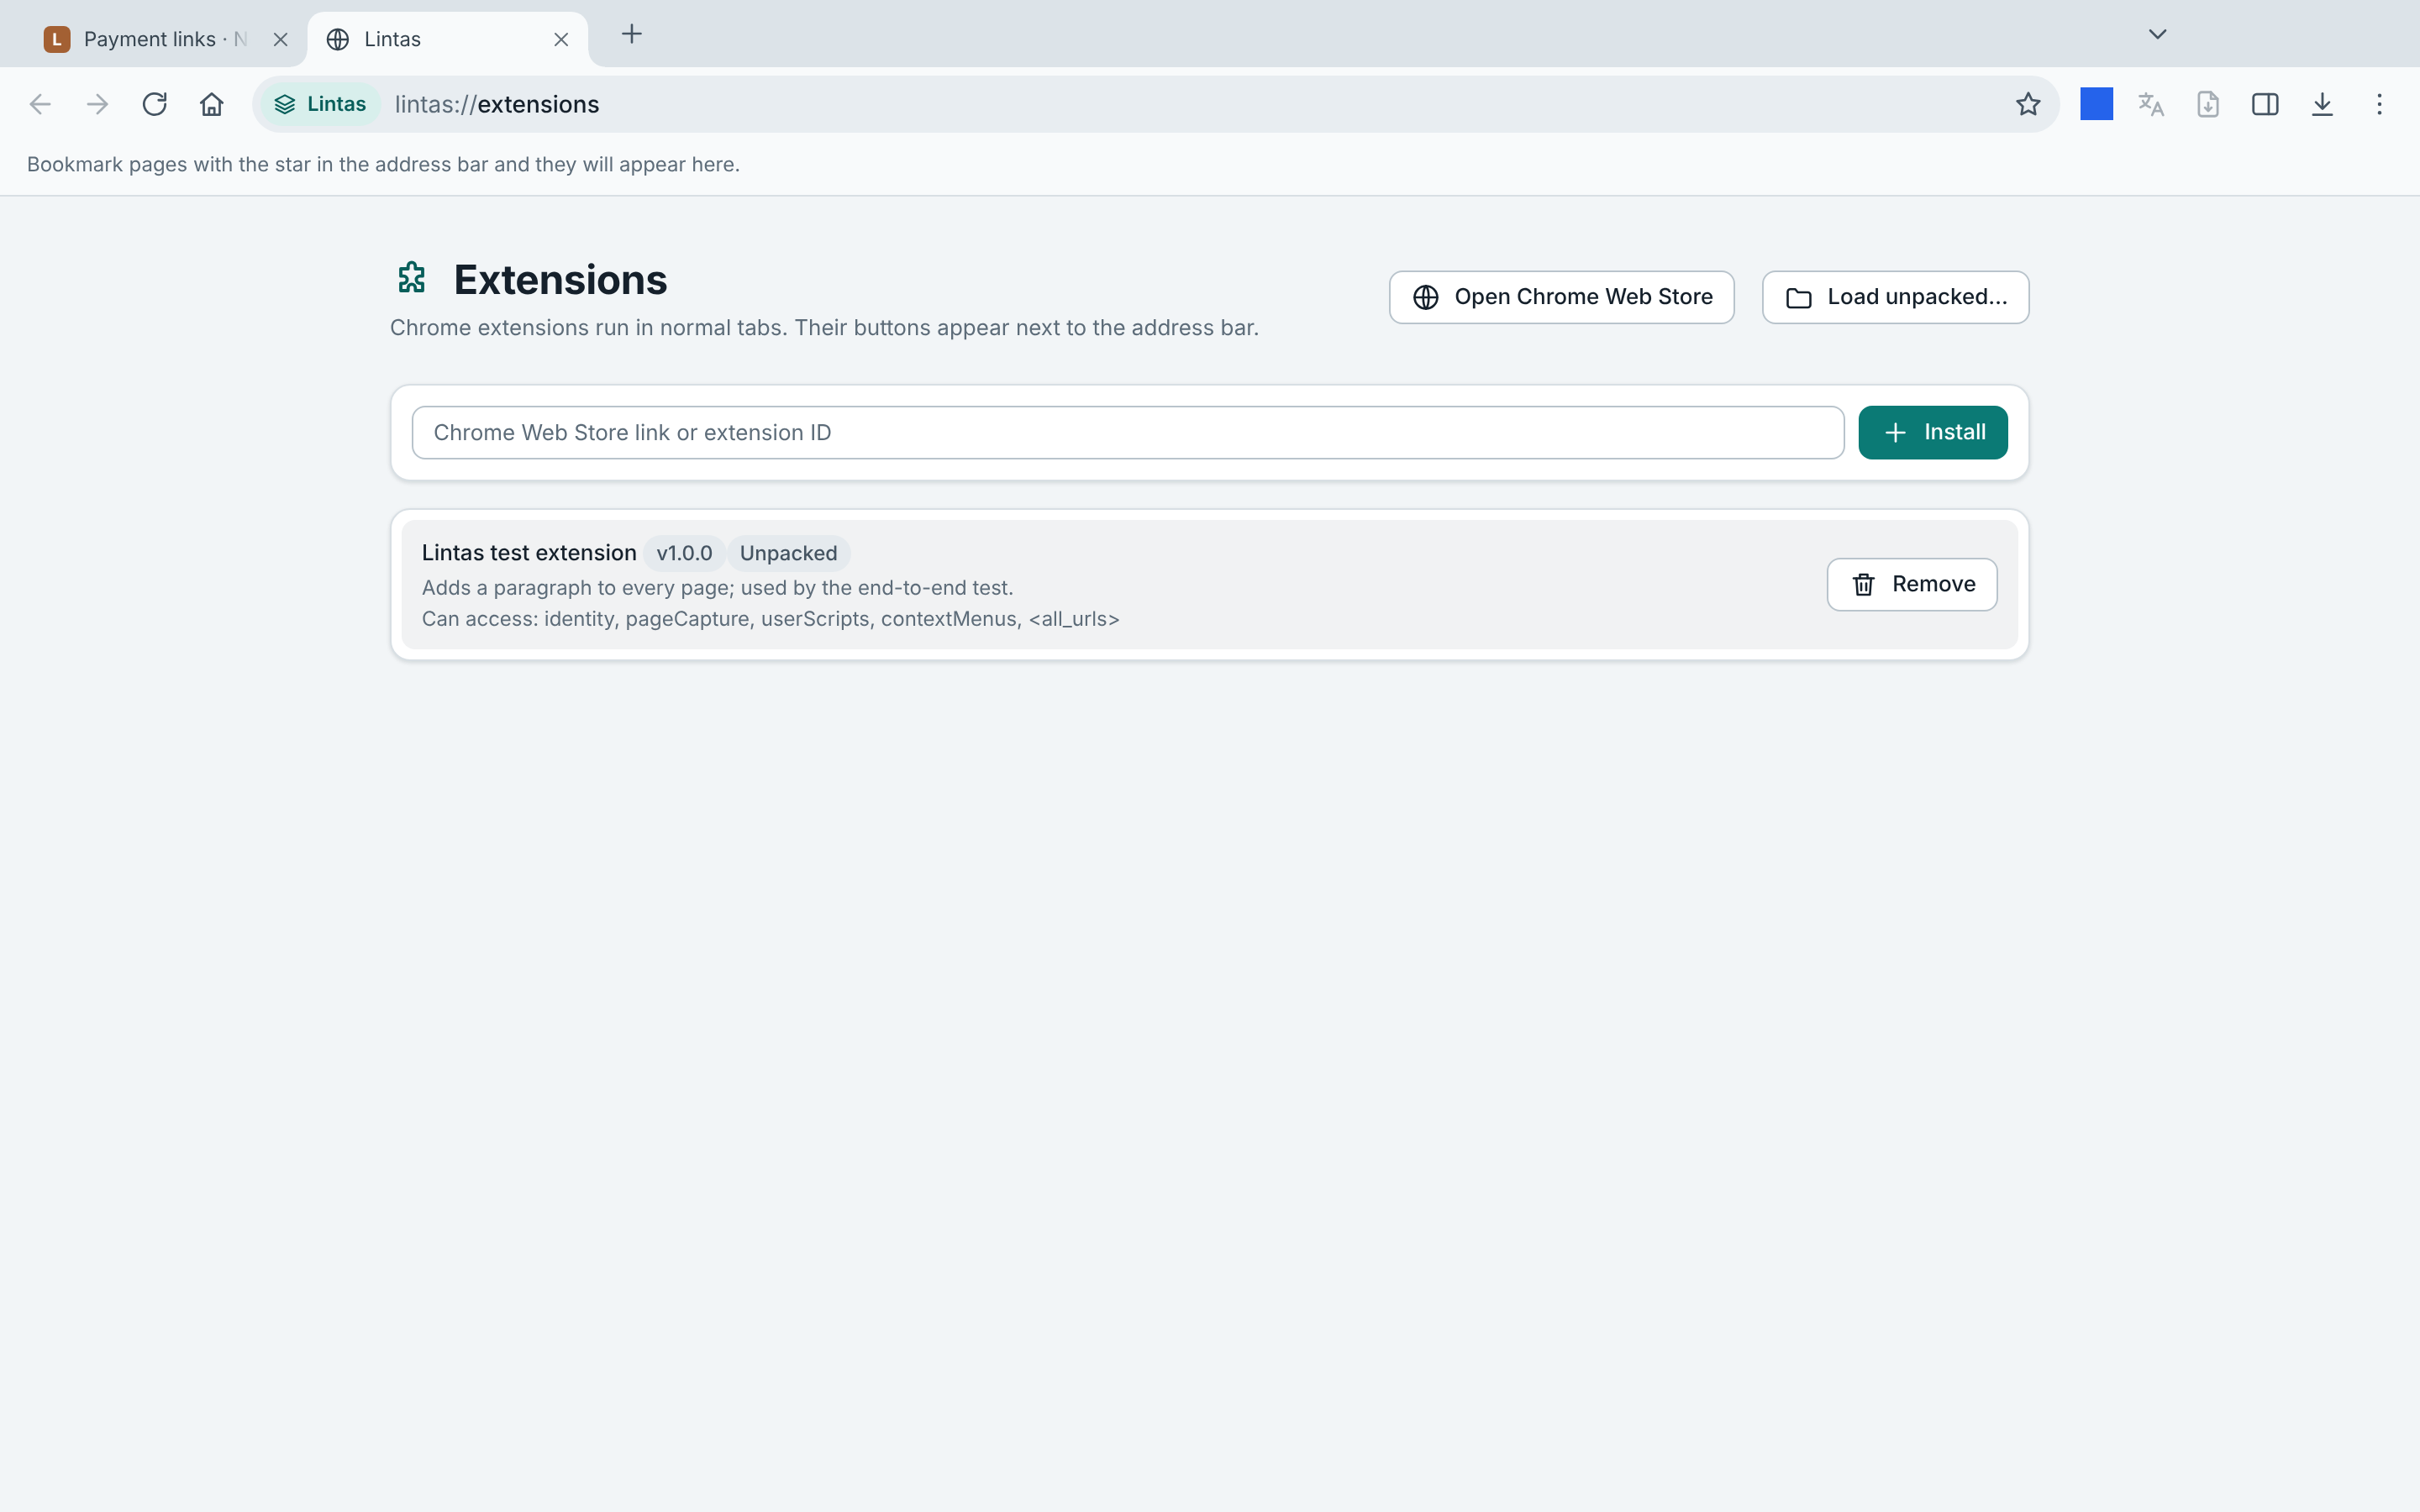 L Payment links · N
Lintas
Lintas lintas://extensions
Bookmark pages with the star in the address bar and they will appear here.
Extensions
Chrome extensions run in normal tabs. Their buttons appear next to the address bar.
Open Chrome Web Store
Load unpacked...
Chrome Web Store link or extension ID
Install
Lintas test extension v1.0.0 Unpacked
Adds a paragraph to every page; used by the end-to-end test.
Can access: identity, pageCapture, userScripts, contextMenus, <all_urls>
Remove